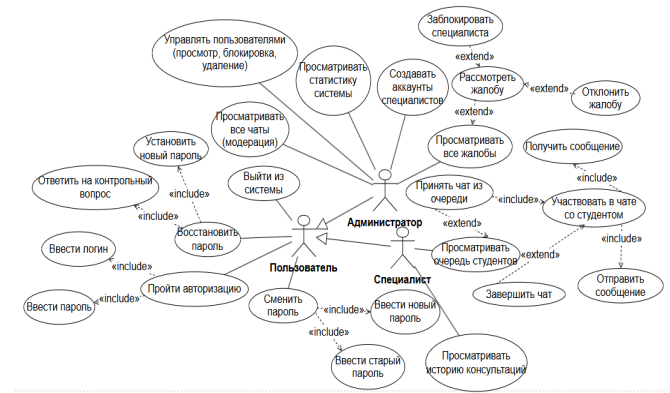 Заблокировать
специалиста
«extend»
Управлять пользователями
(просмотр, блокировка,
удаление)
Просматривать
статистику
системы
Создавать
аккаунты
специалистов
Рассмотреть
жалобу
«extend»
Отклонить
жалобу
«extend»
Просматривать
все чаты
(модерация)
Установить
новый пароль
Просматривать
все жалобы
Получить сообщение
Ответить на контрольный
вопрос
«include»
Выйти из
системы
Принять чат из
очереди
«include»
«include»
Участвовать в чате
со студентом
«include»
Администратор
«extend»
Восстановить
пароль
Ввести логин
«include»
Просматривать
очередь студентов
«extend»
«include»
Пользователь
Специалист
Ввести пароль
«include»
Пройти авторизацию
Сменить
пароль
«include»
Ввести новый
пароль
Завершить чат
Отправить
сообщение
«include»
Ввести старый
пароль
Просматривать
историю консультаций